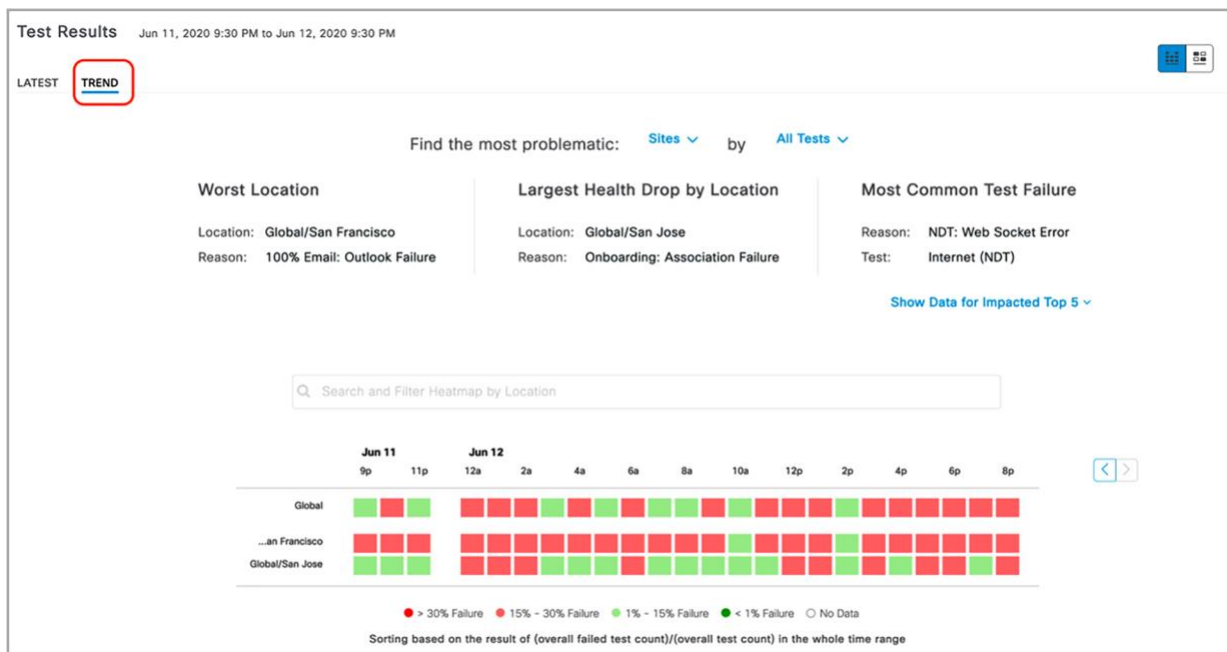 Test Results Jun 11, 2020 9:30 PM to Jun 12, 2020 9:30 PM
LATEST TREND
Find the most problematic: Sites by All Tests
Worst Location
Location: Global/San Francisco
Reason: 100% Email: Outlook Failure
Largest Health Drop by Location
Location: Global/San Jose
Reason: Onboarding: Association Failure
Most Common Test Failure
Reason: NDT: Web Socket Error
Test: Internet (NDT)
Show Data for Impacted Top 5
Search and Filter Heatmap by Location
Jun 11 Jun 12
9p 11p 12a 2a 4a 6a 8a 10a 12p 2p 4p 6p 8p
Global
...an Francisco
Global/San Jose
> 30% Failure 15% - 30% Failure 1% - 15% Failure < 1% Failure No Data
Sorting based on the result of (overall failed test count)/(overall test count) in the whole time range